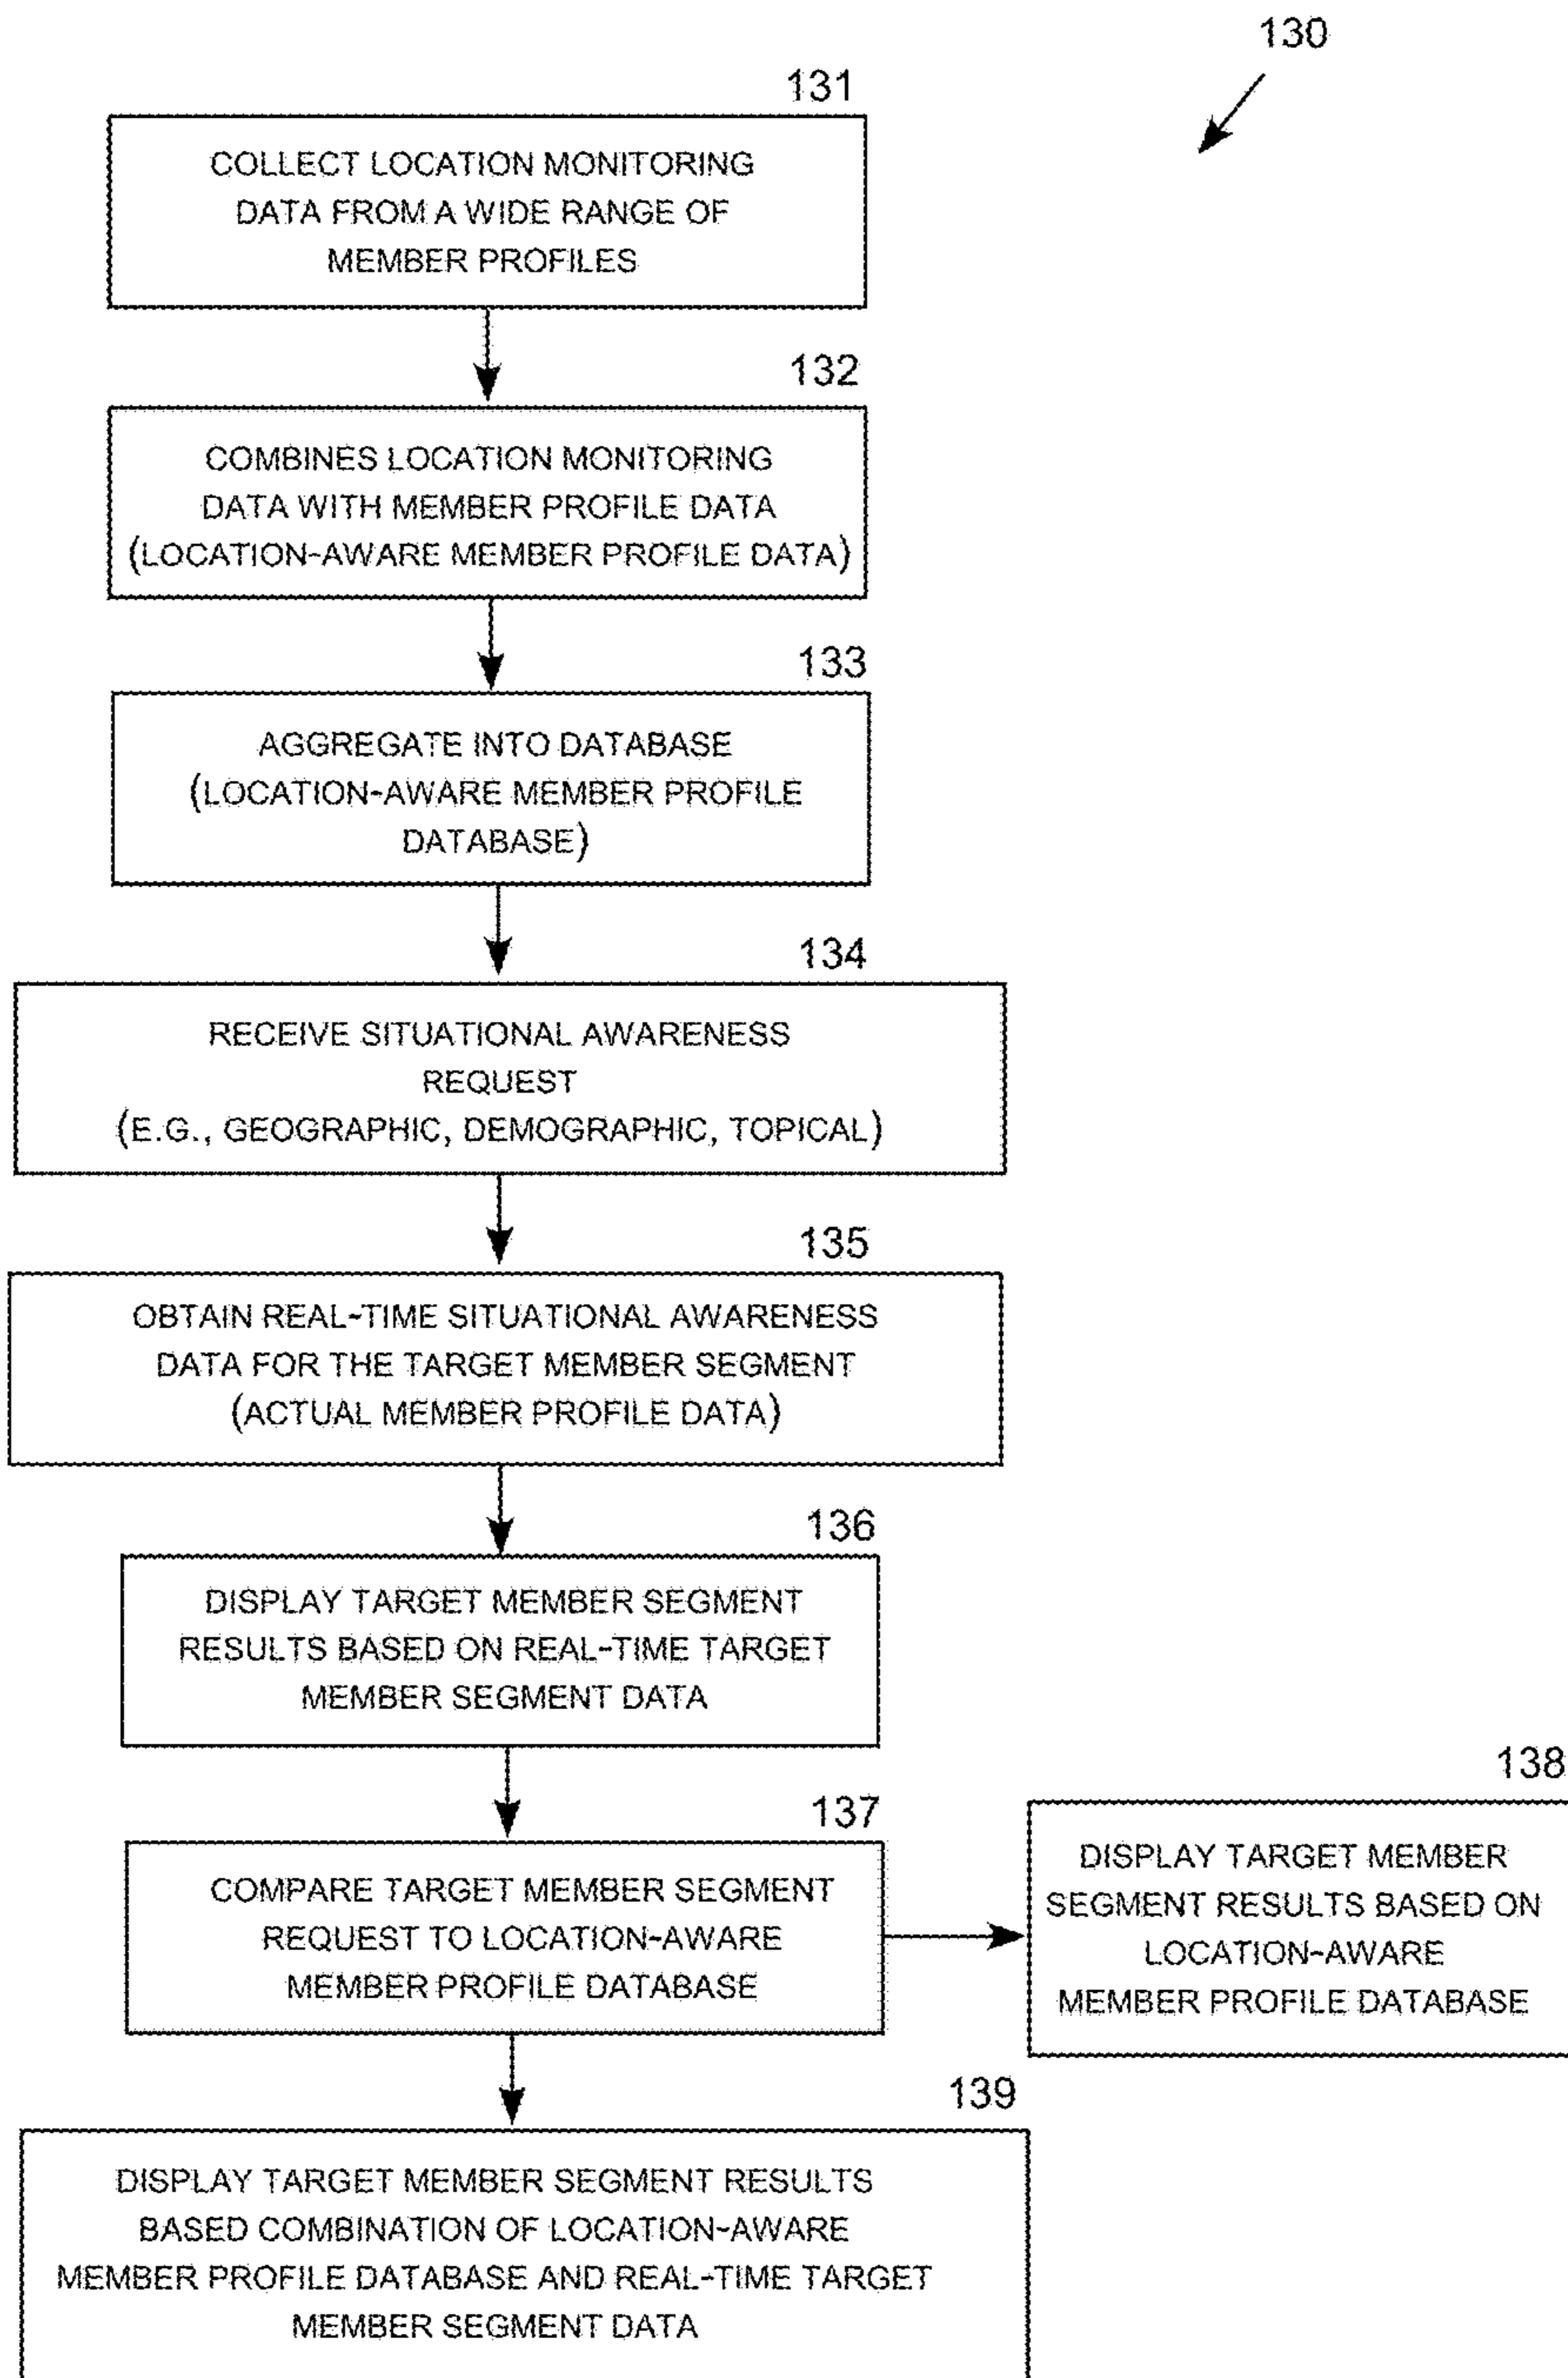 130
131
COLLECT LOCATION MONITORING
DATA FROM A WIDE RANGE OF
MEMBER PROFILES
132
COMBINES LOCATION MONITORING
DATA WITH MEMBER PROFILE DATA
(LOCATION-AWARE MEMBER PROFILE DATA)
133
AGGREGATE INTO DATABASE
(LOCATION-AWARE MEMBER PROFILE
DATABASE)
134
RECEIVE SITUATIONAL AWARENESS
REQUEST
(E.G., GEOGRAPHIC, DEMOGRAPHIC, TOPICAL)
135
OBTAIN REAL-TIME SITUATIONAL AWARENESS
DATA FOR THE TARGET MEMBER SEGMENT
(ACTUAL MEMBER PROFILE DATA)
136
DISPLAY TARGET MEMBER SEGMENT
RESULTS BASED ON REAL-TIME TARGET
MEMBER SEGMENT DATA
137
COMPARE TARGET MEMBER SEGMENT
REQUEST TO LOCATION-AWARE
MEMBER PROFILE DATABASE
138
DISPLAY TARGET MEMBER
SEGMENT RESULTS BASED ON
LOCATION-AWARE
MEMBER PROFILE DATABASE
139
DISPLAY TARGET MEMBER SEGMENT RESULTS
BASED COMBINATION OF LOCATION-AWARE
MEMBER PROFILE DATABASE AND REAL-TIME TARGET
MEMBER SEGMENT DATA